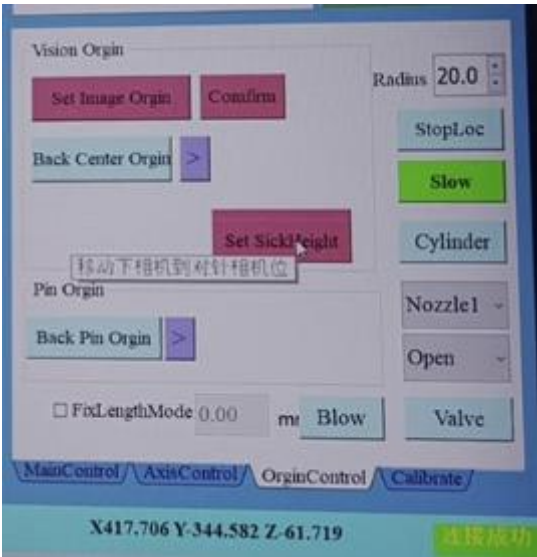 Vision Orgin
Radius 20.0
Set Image Orgin
Comfirm
StopLoc
Back Center Orgin >
Slow
Set SickHeight
Cylinder
移动下相机到对针相机位
Pin Orgin
Nozzle1
Back Pin Orgin >
Open
FixLengthMode 0.00 mm Blow
Valve
MainControl / AxisControl / OrginControl Calibrate
X417.706 Y-344.582 Z-61.719
连接成功